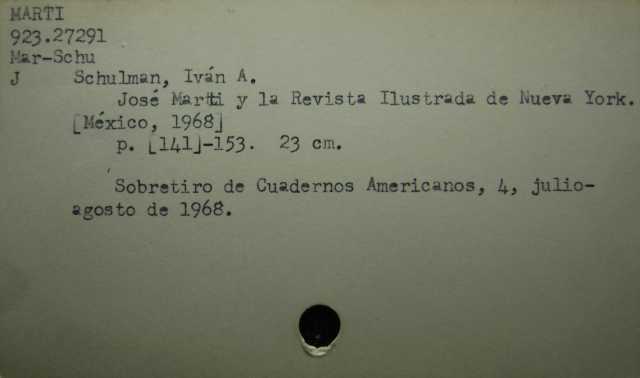 MARTI
923.27291
Mar-Schu
J Schulman, Iván A.
José Martti y la Revista Ilustrada de Nueva York.
[México, 1968]
p. [141]-153. 23 cm.
Sobretiro de Cuadernos Americanos, 4, julio-
agosto de 1968.